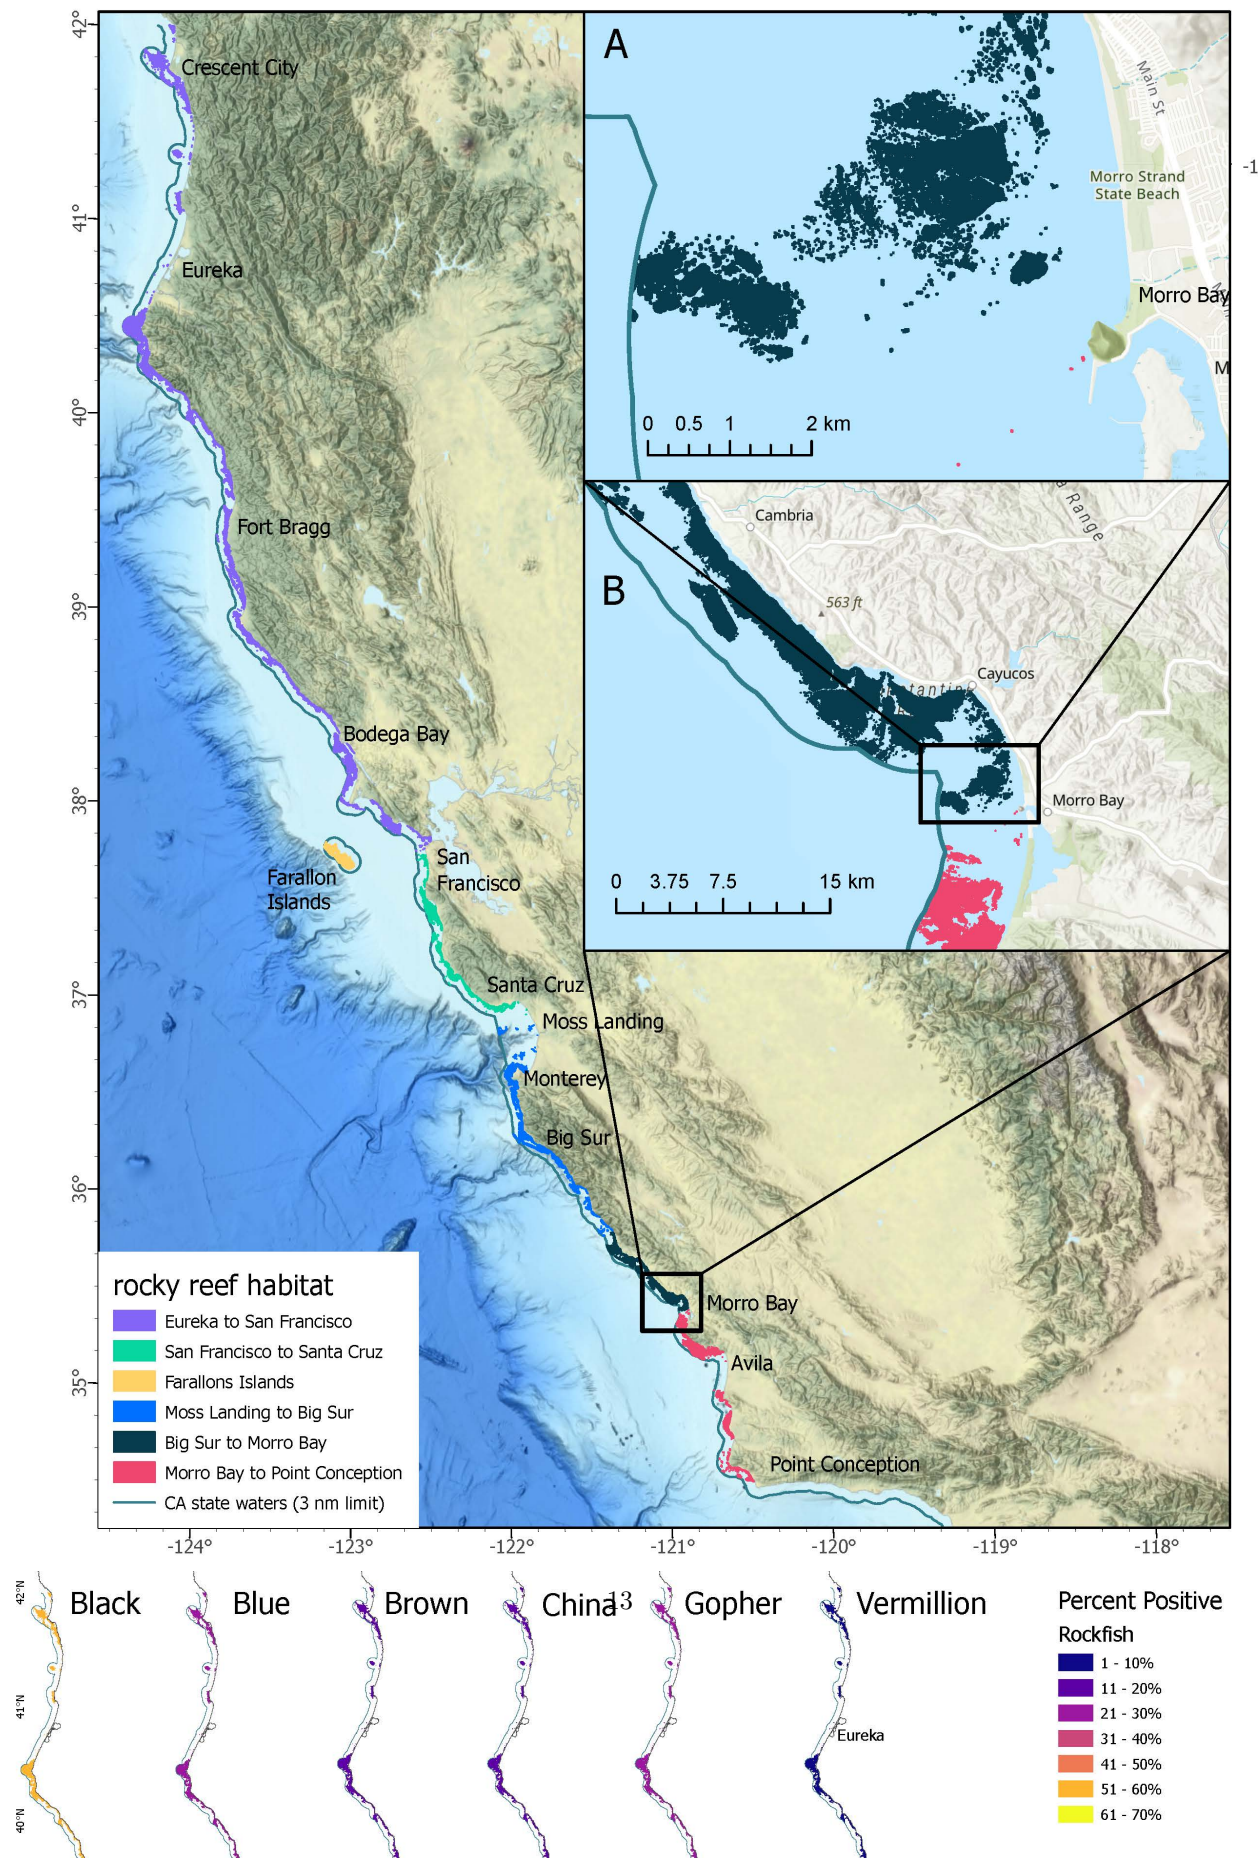 42°
41°
40°
39°
38°
37°
36°
35°
-124°
-123°
-122°
-121°
-120°
-119°
-118°
Crescent City
Eureka
Fort Bragg
Bodega Bay
San
Francisco
Farallon
Islands
Santa Cruz
Moss Landing
Monterey
Big Sur
Morro Bay
Avila
Point Conception
A
Main St
Morro Strand
State Beach
Morro Bay
M
-1
0 0.5 1 2 km
B
Cambria
a Range
563 ft
Cayucos
Morro Bay
0 3.75 7.5 15 km
rocky reef habitat
Eureka to San Francisco
San Francisco to Santa Cruz
Farallons Islands
Moss Landing to Big Sur
Big Sur to Morro Bay
Morro Bay to Point Conception
CA state waters (3 nm limit)
42°N
41°N
40°N
Black
Blue
Brown
China
13
Gopher
Vermillion
Eureka
Percent Positive
Rockfish
1 - 10%
11 - 20%
21 - 30%
31 - 40%
41 - 50%
51 - 60%
61 - 70%